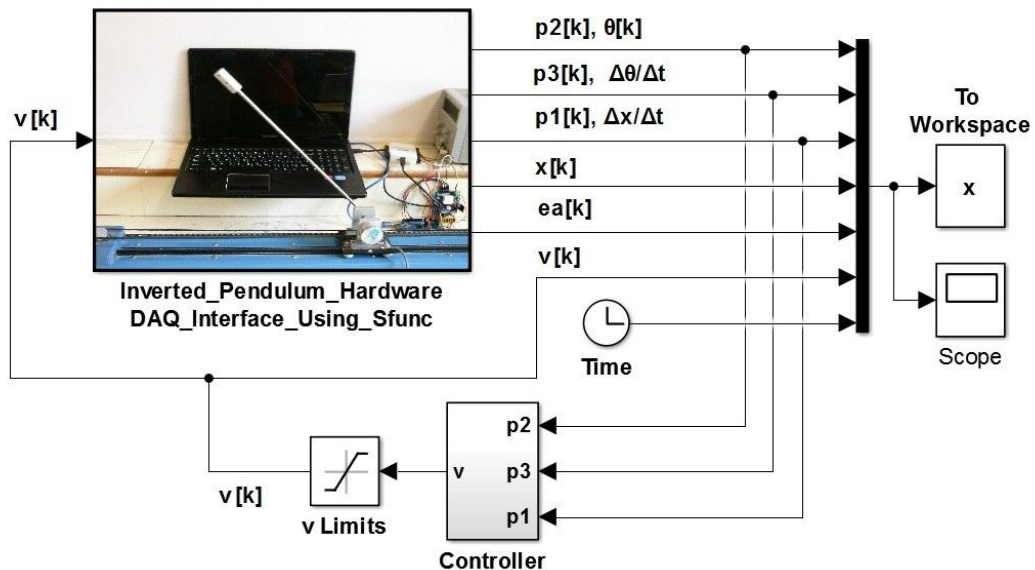 p2[k], θ[k]
p3[k], Δθ/Δt
p1[k], Δx/Δt
x[k]
ea[k]
v[k]
v[k]
Inverted_Pendulum_Hardware
DAQ_Interface_Using_Sfunc
Time
To
Workspace
x
Scope
p2
v
p3
p1
v[k]
v Limits
Controller